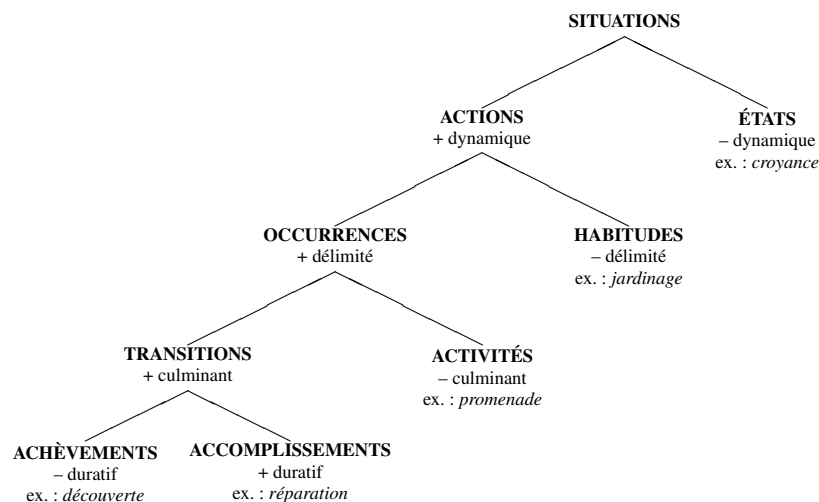 SITUATIONS
ACTIONS
+ dynamique
ÉTATS
– dynamique
ex. : croyance
OCCURRENCES
+ délimité
HABITUDES
– délimité
ex. : jardinage
TRANSITIONS
+ culminant
ACTIVITÉS
– culminant
ex. : promenade
ACHÈVEMENTS
– duratif
ex. : découverte
ACCOMPLISSEMENTS
+ duratif
ex. : réparation